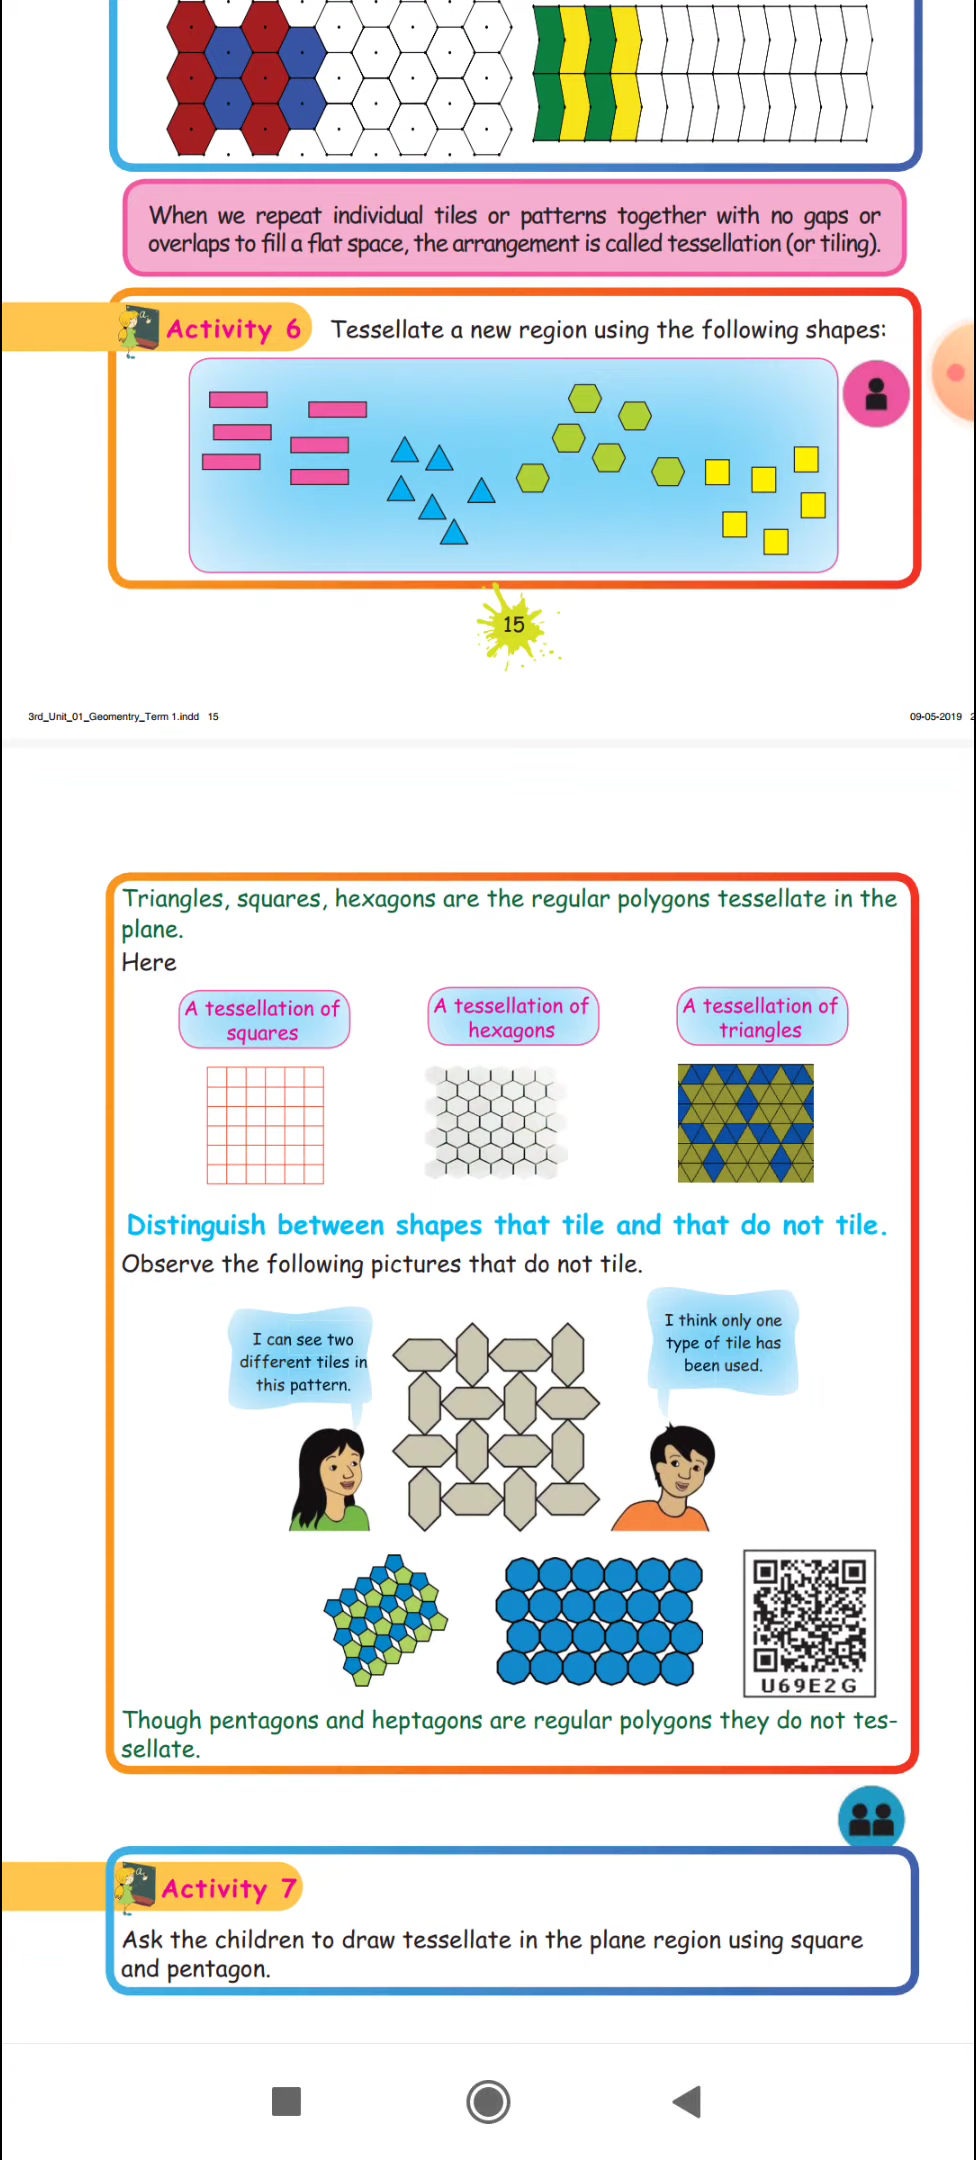 When we repeat individual tiles or patterns together with no gaps or
overlaps to fill a flat space, the arrangement is called tessellation (or tiling).
Activity 6
Tessellate a new region using the following shapes:
15
3rd_Unit_01_Geomentry_Term 1.indd 15
09-05-2019
Triangles, squares, hexagons are the regular polygons tessellate in the
plane.
Here
A tessellation of
squares
A tessellation of
hexagons
A tessellation of
triangles
Distinguish between shapes that tile and that do not tile.
Observe the following pictures that do not tile.
I can see two
different tiles in
this pattern.
I think only one
type of tile has
been used.
U69E2G
Though pentagons and heptagons are regular polygons they do not tes-
sellate.
Activity 7
Ask the children to draw tessellate in the plane region using square
and pentagon.